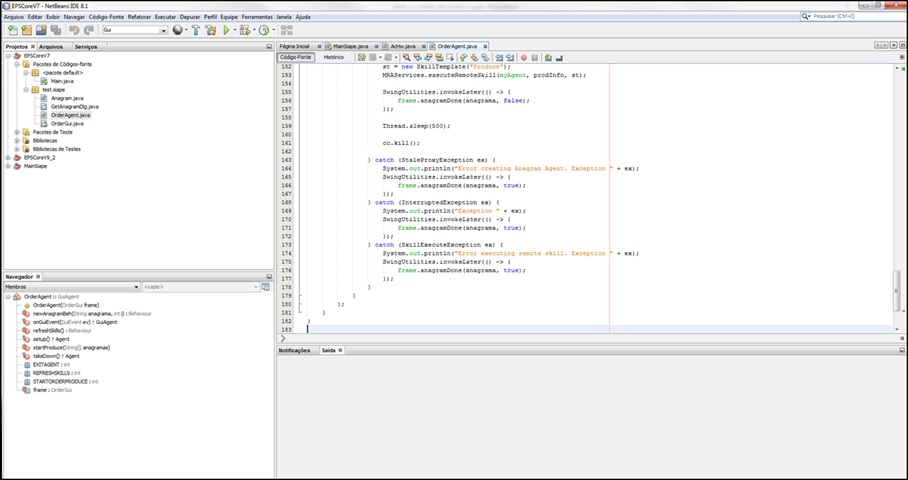 EPSCoreV7 - NetBeans IDE 8.1
Arquivo Editar Exibir Navegar Código-Fonte Refatorar Executar Depurar Perfil Equipe Ferramentas Janela Ajuda
Pesquisar (Ctrl+I)
Gui
Projetos Arquivos Serviços
EPSCoreV7
Pacotes de Códigos-fonte
<pacote default>
Main.java
test.siape
Anagram.java
GetAnagramDlg.java
OrderAgent.java
OrderGui.java
Pacotes de Teste
Bibliotecas
Bibliotecas de Testes
EPSCoreV9_2
MainSiape
Navegador
Membros <vazio>
OrderAgent :: GuiAgent
OrderAgent(OrderGui frame)
newAnagramBeh(String anagrama, int i) : Behaviour
onGuiEvent(GuiEvent ev) ↑ GuiAgent
refreshSkills() : Behaviour
setup() ↑ Agent
startProduce(String[] anagramas)
takeDown() ↑ Agent
EXITAGENT : int
REFRESHSKILLS : int
STARTORDERPRODUCE : int
frame : OrderGui
Página Inicial MainSiape.java AcHw.java OrderAgent.java
Código-Fonte Histórico
152 st = new SkillTemplate("Produce");
153 MRAServices.executeRemoteSkill(myAgent, prodInfo, st);
154
155 SwingUtilities.invokeLater(() -> {
156 frame.anagramDone(anagrama, false);
157 });
158
159 Thread.sleep(500);
160
161 cc.kill();
162
163 } catch (StaleProxyException ex) {
164 System.out.println("Error creating Anagran Agent. Exception " + ex);
165 SwingUtilities.invokeLater(() -> {
166 frame.anagramDone(anagrama, true);
167 });
168 } catch (InterruptedException ex) {
169 System.out.println("Exception " + ex);
170 SwingUtilities.invokeLater(() -> {
171 frame.anagramDone(anagrama, true);
172 });
173 } catch (SkillExecuteException ex) {
174 System.out.println("Error executing remote skill. Exception " + ex);
175 SwingUtilities.invokeLater(() -> {
176 frame.anagramDone(anagrama, true);
177 });
178 }
179 }
180 };
181 }
182 }
183
Notificações Saída